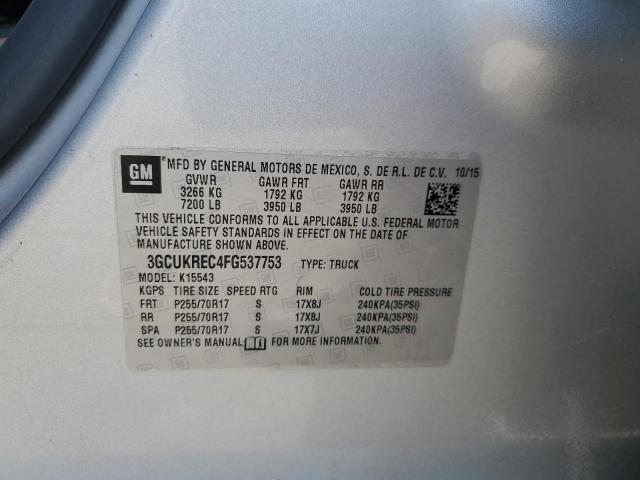 GM ® MFD BY GENERAL MOTORS DE MEXICO, S. DE R.L. DE C.V. 10/15
GVWR GAWR FRT GAWR RR
3266 KG 1792 KG 1792 KG
7200 LB 3950 LB 3950 LB
THIS VEHICLE CONFORMS TO ALL APPLICABLE U.S. FEDERAL MOTOR
VEHICLE SAFETY STANDARDS IN EFFECT ON THE DATE OF
MANUFACTURE SHOWN ABOVE.
3GCUKREC4FG537753 TYPE: TRUCK
MODEL: K15543
KGPS TIRE SIZE SPEED RTG RIM COLD TIRE PRESSURE
FRT P255/70R17 S 17X8J 240KPA(35PSI)
RR P255/70R17 S 17X8J 240KPA(35PSI)
SPA P265/70R17 S 17X7J 240KPA(35PSI)
SEE OWNER'S MANUAL FOR MORE INFORMATION.